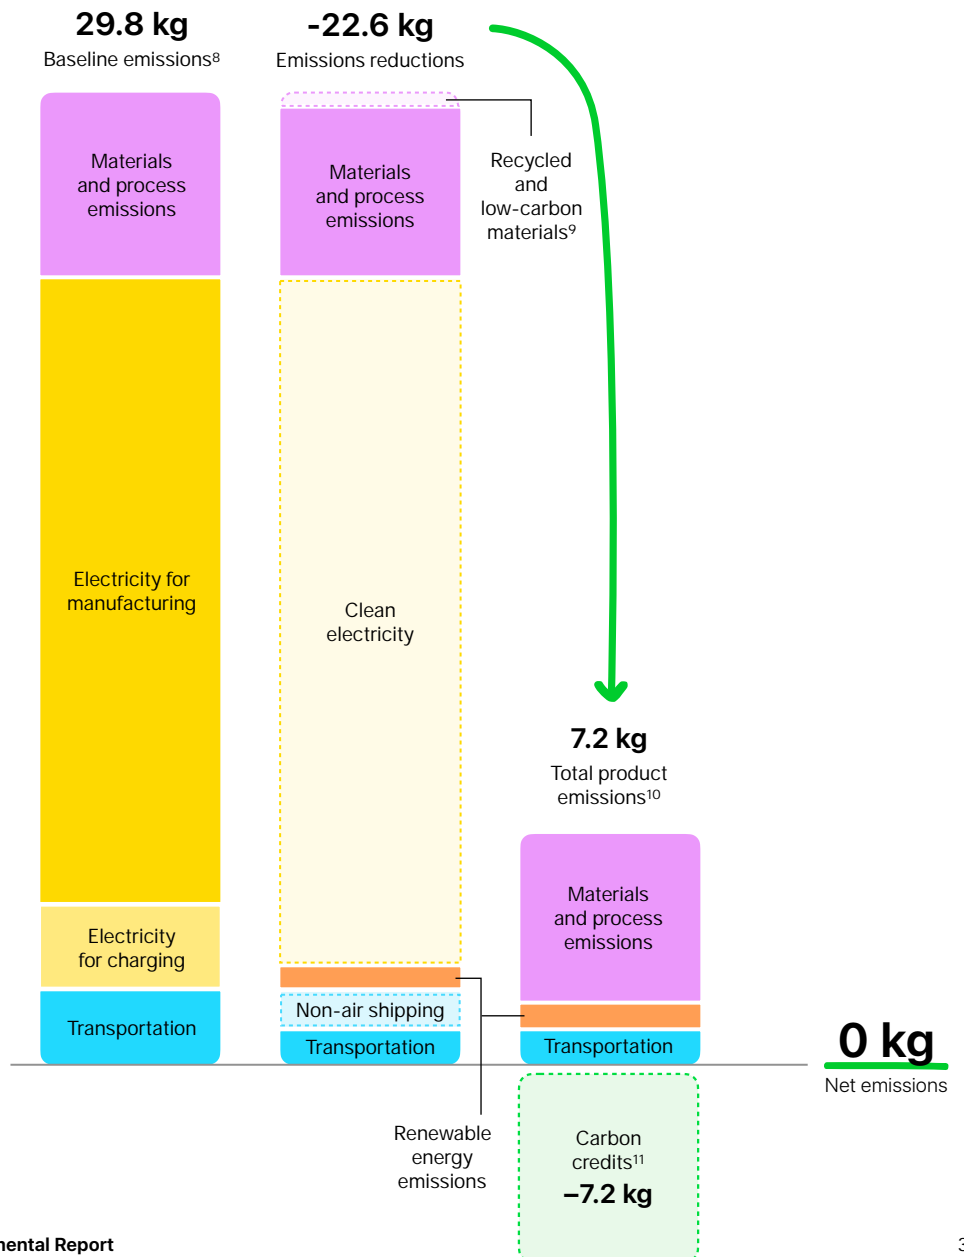 29.8 kg
Baseline emissions⁸
-22.6 kg
Emissions reductions
Materials
and process
emissions
Electricity for
manufacturing
Electricity
for charging
Transportation
Materials
and process
emissions
Recycled
and
low-carbon
materials⁹
Clean
electricity
Non-air shipping
Transportation
Renewable
energy
emissions
7.2 kg
Total product
emissions¹⁰
Materials
and process
emissions
Transportation
Carbon
credits¹¹
–7.2 kg
0 kg
Net emissions
mental Report
3